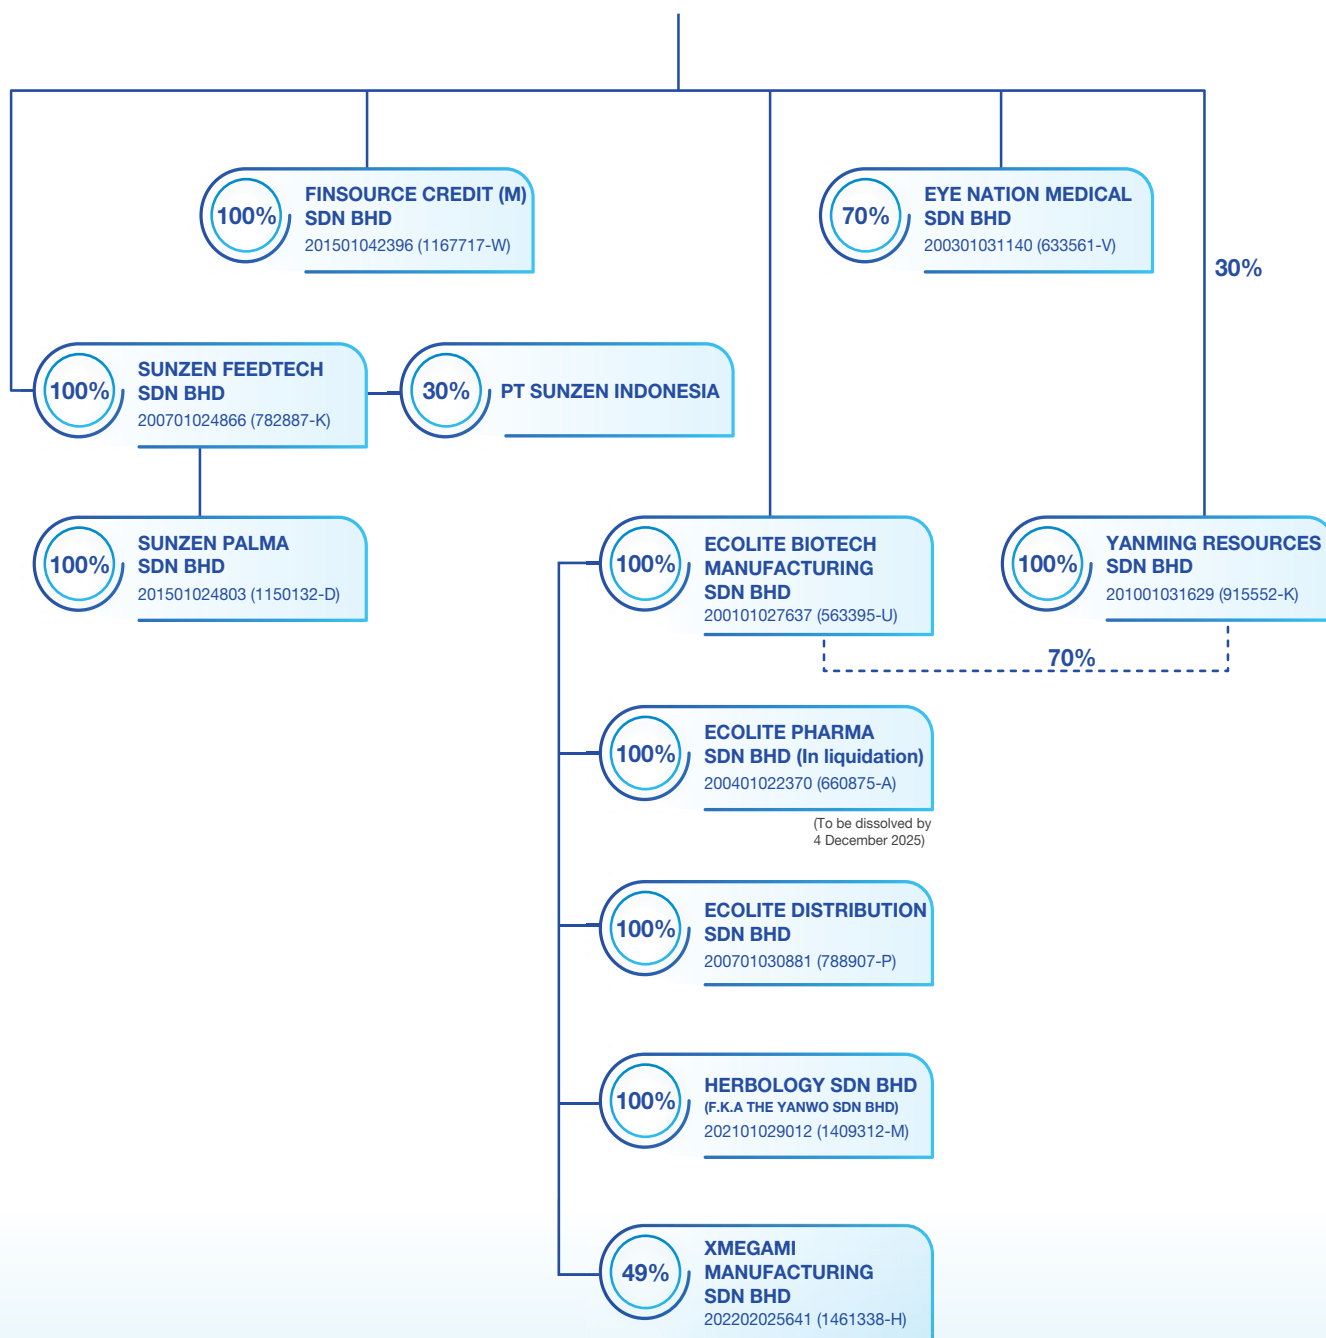 100%
FINSOURCE CREDIT (M)
SDN BHD
201501042396 (1167717-W)
70%
EYE NATION MEDICAL
SDN BHD
200301031140 (633561-V)
30%
100%
SUNZEN FEEDTECH
SDN BHD
200701024866 (782887-K)
30%
PT SUNZEN INDONESIA
100%
SUNZEN PALMA
SDN BHD
201501024803 (1150132-D)
100%
ECOLITE BIOTECH
MANUFACTURING
SDN BHD
200101027637 (563395-U)
100%
YANMING RESOURCES
SDN BHD
201001031629 (915552-K)
70%
100%
ECOLITE PHARMA
SDN BHD (In liquidation)
200401022370 (660875-A)
(To be dissolved by
4 December 2025)
100%
ECOLITE DISTRIBUTION
SDN BHD
200701030881 (788907-P)
100%
HERBOLOGY SDN BHD
(F.K.A THE YANWO SDN BHD)
202101029012 (1409312-M)
49%
XMEGAMI
MANUFACTURING
SDN BHD
202202025641 (1461338-H)